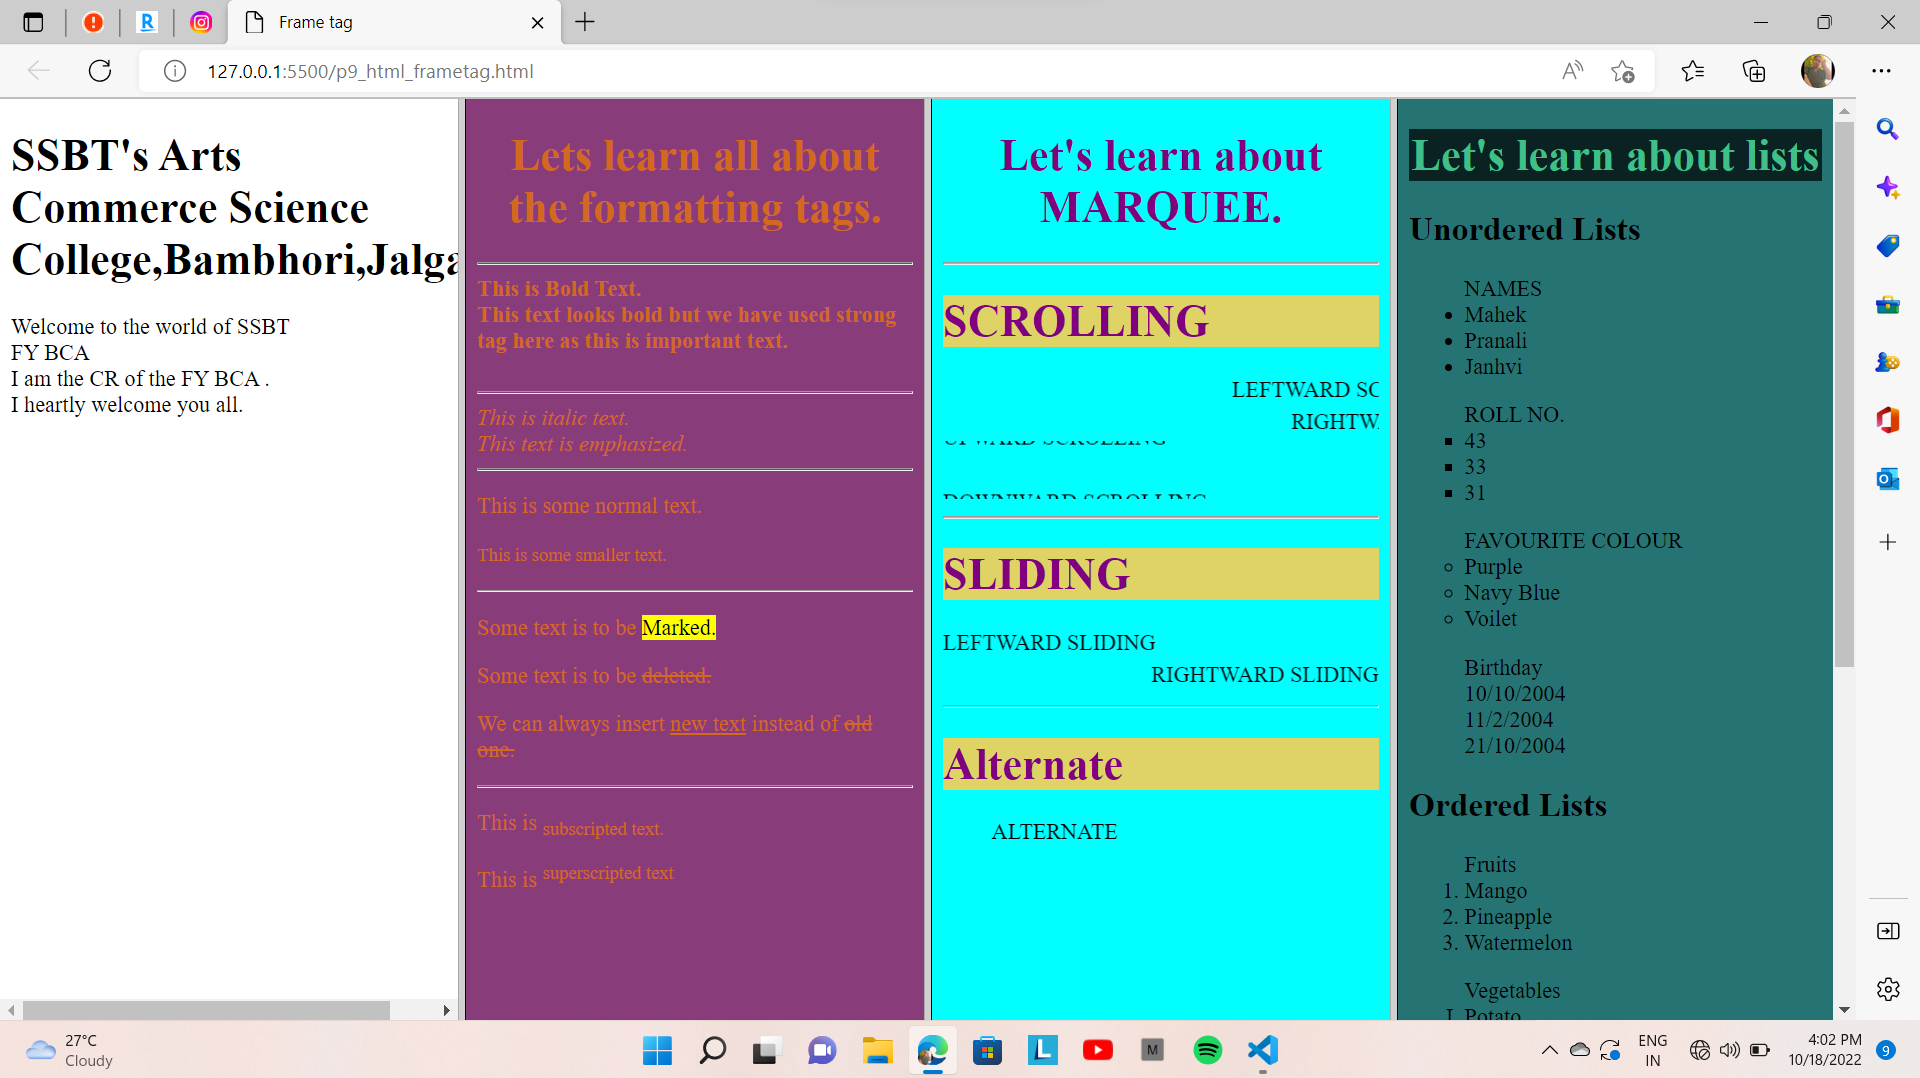 Frame tag
127.0.0.1:5500/p9_html_frametag.html
SSBT's Arts
Commerce Science
College,Bambhori,Jalga
Welcome to the world of SSBT
FY BCA
I am the CR of the FY BCA .
I heartly welcome you all.
Lets learn all about
the formatting tags.
This is Bold Text.
This text looks bold but we have used strong
tag here as this is important text.
This is italic text.
This text is emphasized.
This is some normal text.
This is some smaller text.
Some text is to be Marked.
Some text is to be deleted.
We can always insert new text instead of old
one.
This is subscripted text.
This is superscripted text
Let's learn about
MARQUEE.
SCROLLING
LEFTWARD SC
RIGHTW
UPWARD SCROLLING
DOWNWARD SCROLLING
SLIDING
LEFTWARD SLIDING
RIGHTWARD SLIDING
Alternate
ALTERNATE
Let's learn about lists
Unordered Lists
NAMES
• Mahek
• Pranali
• Janhvi
ROLL NO.
▪ 43
▪ 33
▪ 31
FAVOURITE COLOUR
◦ Purple
◦ Navy Blue
◦ Voilet
Birthday
10/10/2004
11/2/2004
21/10/2004
Ordered Lists
Fruits
1. Mango
2. Pineapple
3. Watermelon
Vegetables
I. Potato
27°C
Cloudy
M
ENG
IN
4:02 PM
10/18/2022
9